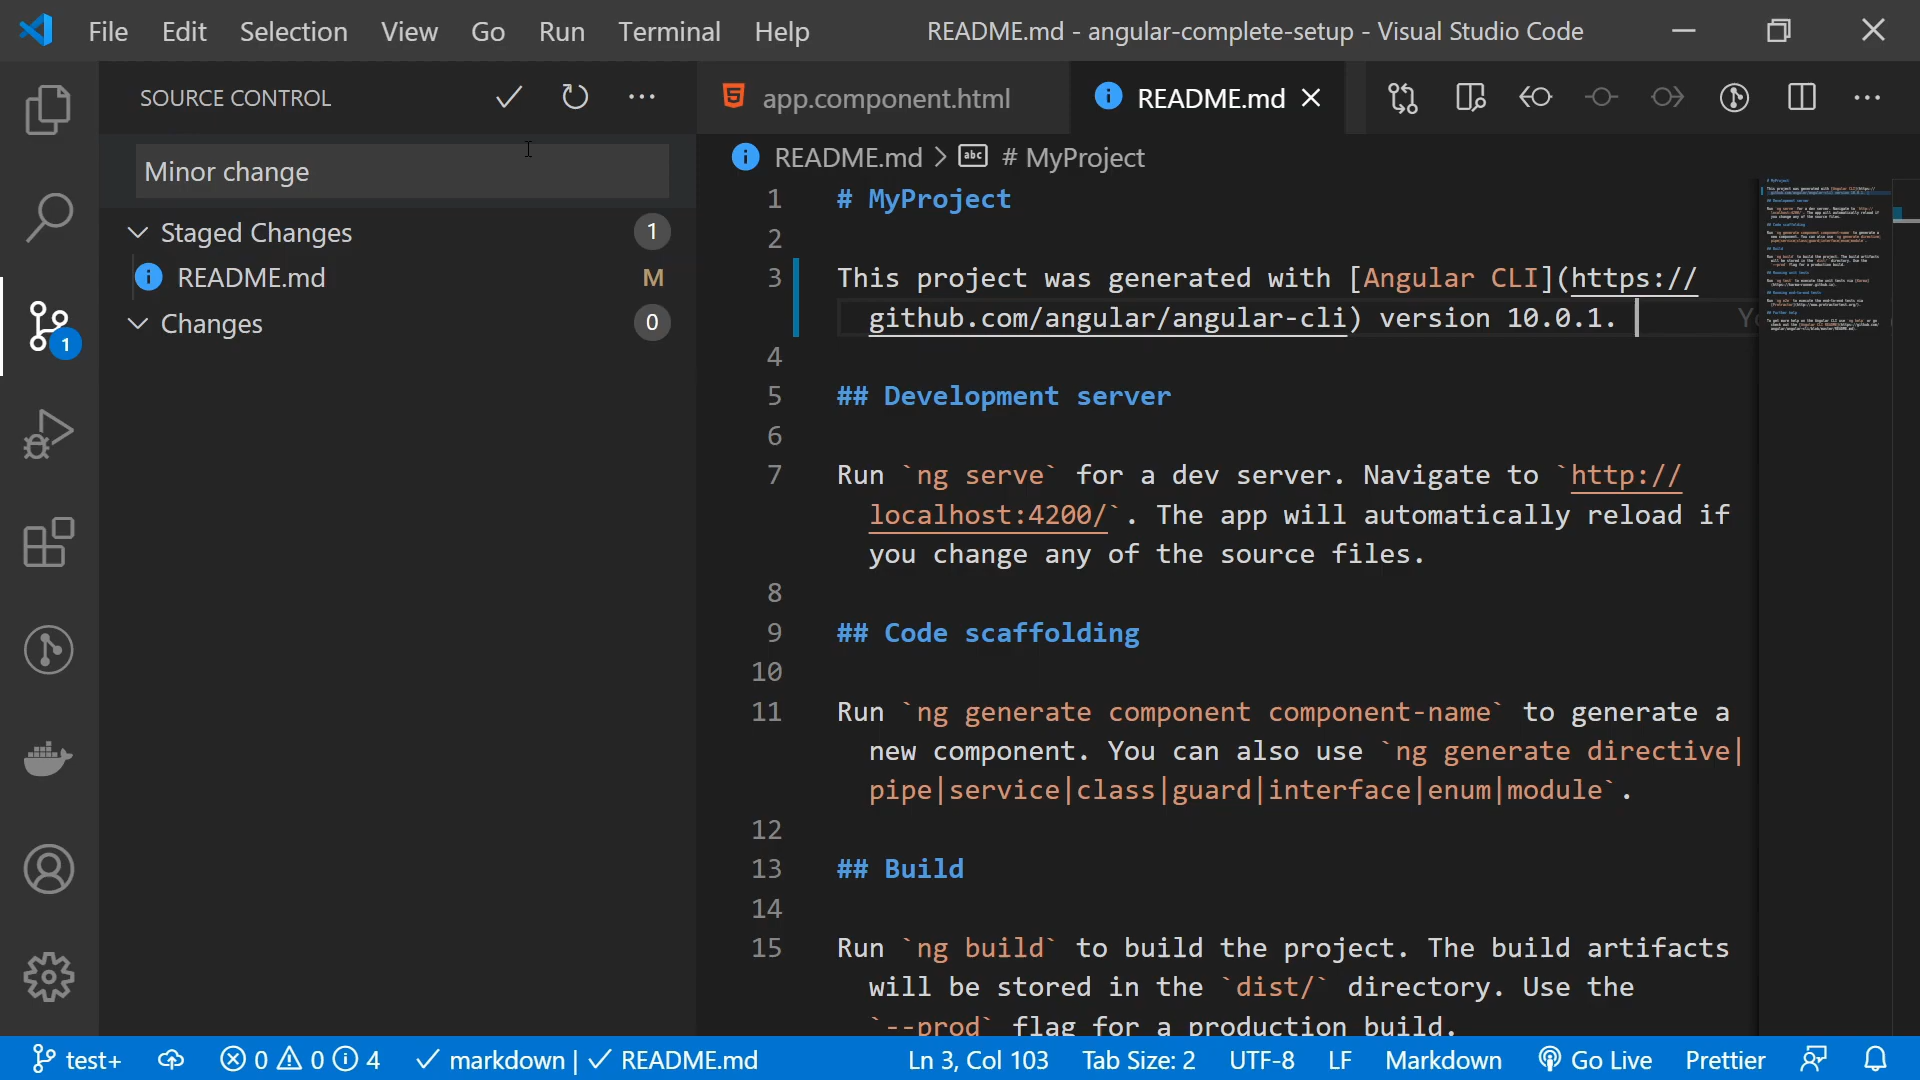 File Edit Selection View Go Run Terminal Help README.md - angular-complete-setup - Visual Studio Code
SOURCE CONTROL
app.component.html
README.md
Minor change
Staged Changes 1
README.md M
Changes 0
1
README.md > # MyProject
1 # MyProject
2
3 This project was generated with [Angular CLI](https://
github.com/angular/angular-cli) version 10.0.1.
4
5 ## Development server
6
7 Run `ng serve` for a dev server. Navigate to `http://
localhost:4200/`. The app will automatically reload if
you change any of the source files.
8
9 ## Code scaffolding
10
11 Run `ng generate component component-name` to generate a
new component. You can also use `ng generate directive|
pipe|service|class|guard|interface|enum|module`.
12
13 ## Build
14
15 Run `ng build` to build the project. The build artifacts
will be stored in the `dist/` directory. Use the
`--prod` flag for a production build.
test+ 0 0 4 markdown | README.md Ln 3, Col 103 Tab Size: 2 UTF-8 LF Markdown Go Live Prettier